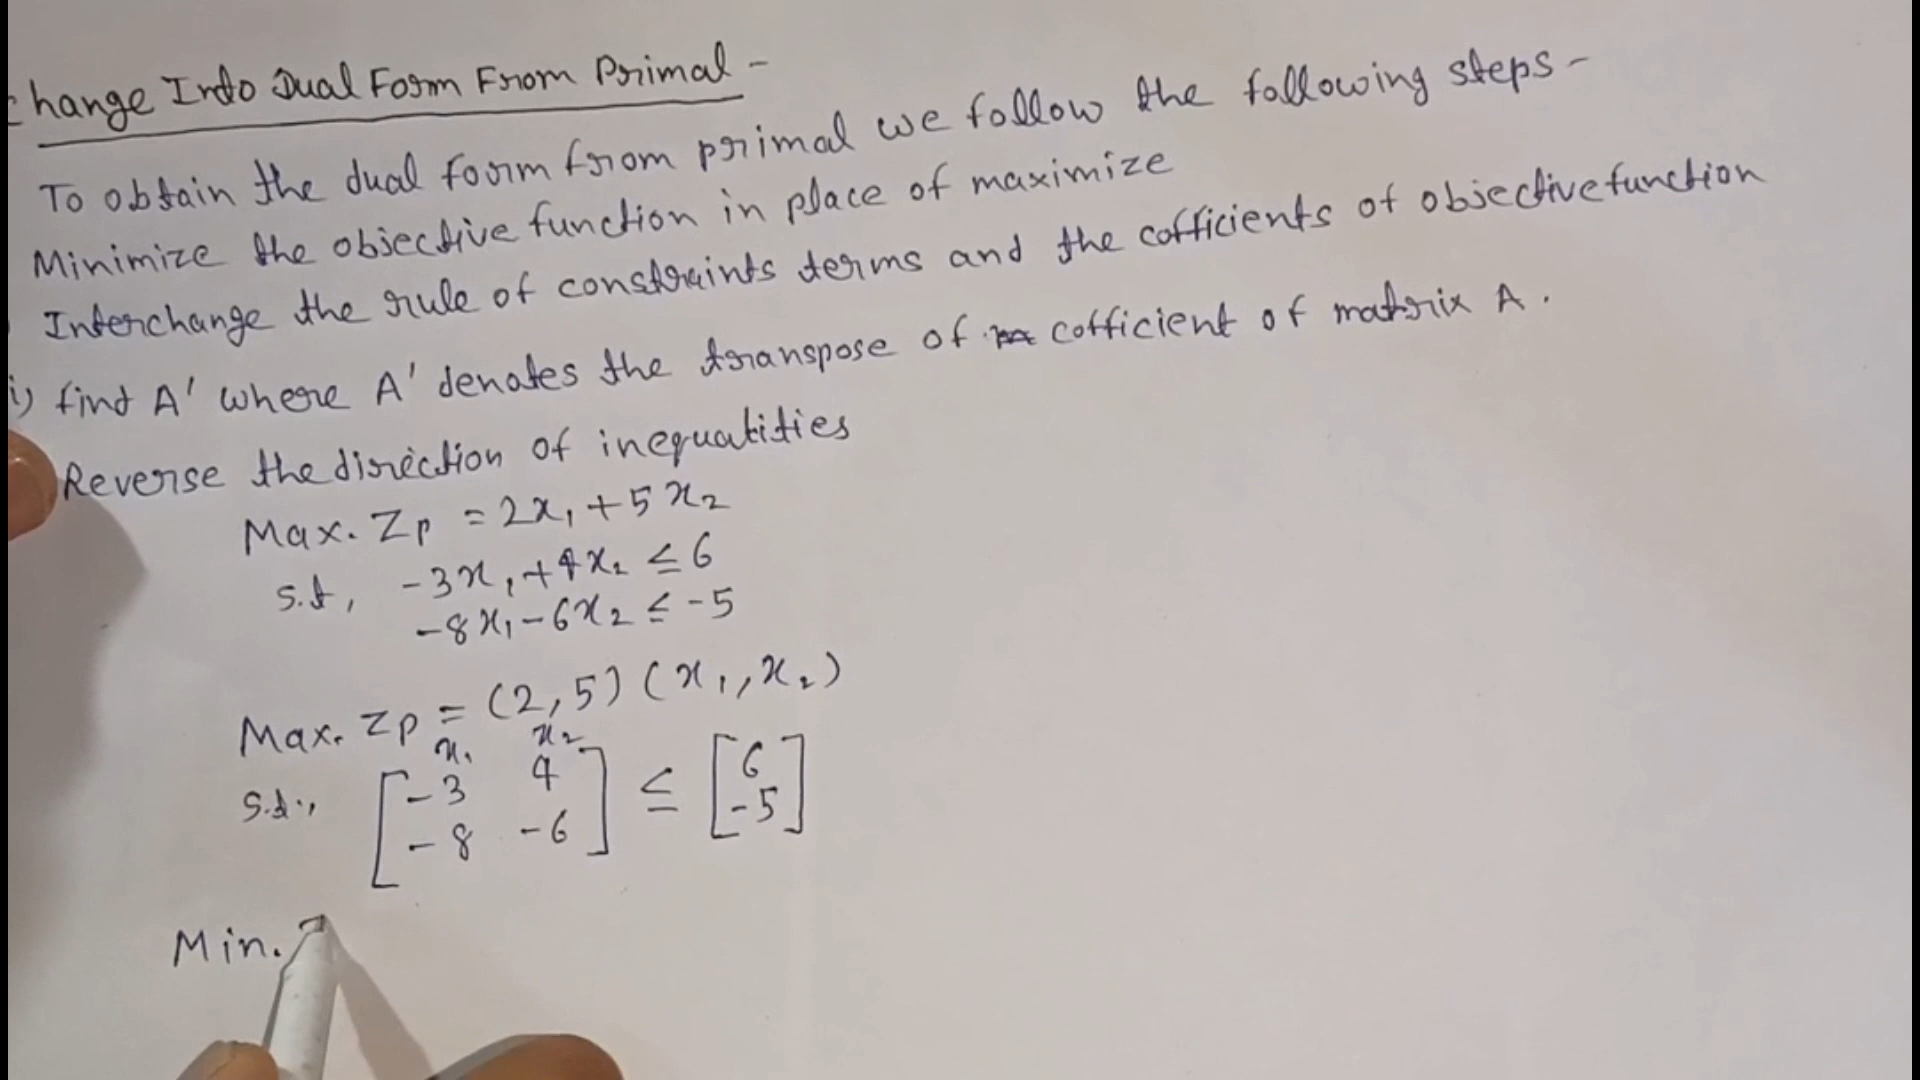 hange Into Dual Form From Primal -
To obtain the dual form from primal we follow the following steps -
Minimize the objective function in place of maximize
Interchange the rule of constraints terms and the cofficients of objective function
i) find A' where A' denates the transpose of cofficient of matrix A.
Reverse the direction of inequatities
Max. Zp = 2x₁ + 5x₂
s.t, -3x₁ + 4x₂ ≤ 6
-8x₁ - 6x₂ ≤ -5
Max. Zp = (2, 5) (x₁, x₂)
x₁ x₂
s.t., [-3 4] ≤ [6]
[-8 -6] [-5]
Min.